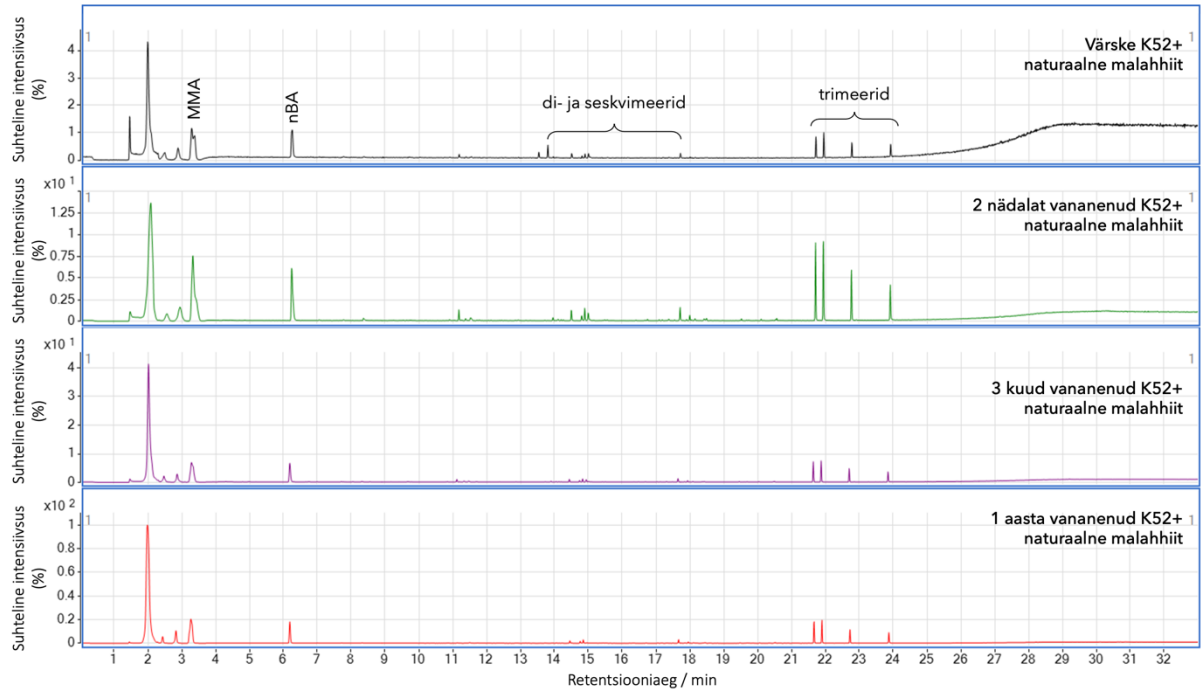 Suhteline intensiivsus
(%)
1
1
4
3
2
1
0
MMA
nBA
di- ja seskvimeerid
trimeerid
Värske K52+
naturaalne malahhiit
Suhteline intensiivsus
(%)
x10 1
1
1.25
1
0.75
0.5
0.25
0
2 nädalat vananenud K52+
naturaalne malahhiit
Suhteline intensiivsus
(%)
x10 1
1
1
4
3
2
1
0
3 kuud vananenud K52+
naturaalne malahhiit
Suhteline intensiivsus
(%)
x10 2
1
1
1
0.8
0.6
0.4
0.2
0
1 aasta vananenud K52+
naturaalne malahhiit
1 2 3 4 5 6 7 8 9 10 11 12 13 14 15 16 17 18 19 20 21 22 23 24 25 26 27 28 29 30 31 32
Retentsiooniaeg / min